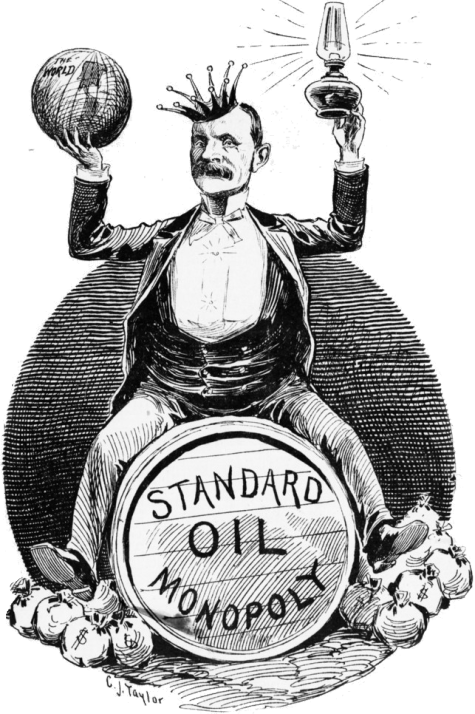 THE
WORLD
STANDARD
OIL
MONOPOLY
$
$
$
$
C.J. Taylor